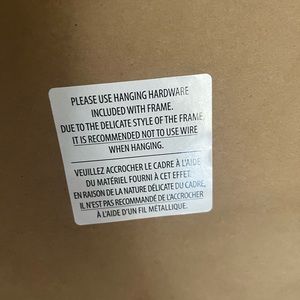 PLEASE USE HANGING HARDWARE
INCLUDED WITH FRAME.
DUE TO THE DELICATE STYLE OF THE FRAME,
IT IS RECOMMENDED NOT TO USE WIRE
WHEN HANGING.
VEUILLEZ ACCROCHER LE CADRE À L'AIDE
DU MATÉRIEL FOURNI À CET EFFET.
EN RAISON DE LA NATURE DÉLICATE DU CADRE,
IL N'EST PAS RECOMMANDÉ DE L'ACCROCHER
À L'AIDE D'UN FIL MÉTALLIQUE.